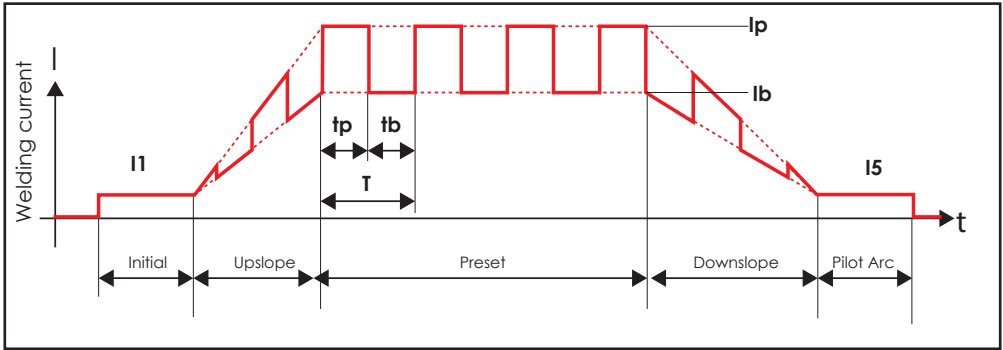 Ip
I
Ib
Welding current
tp
tb
I1
T
I5
t
Initial
Upslope
Preset
Downslope
Pilot Arc